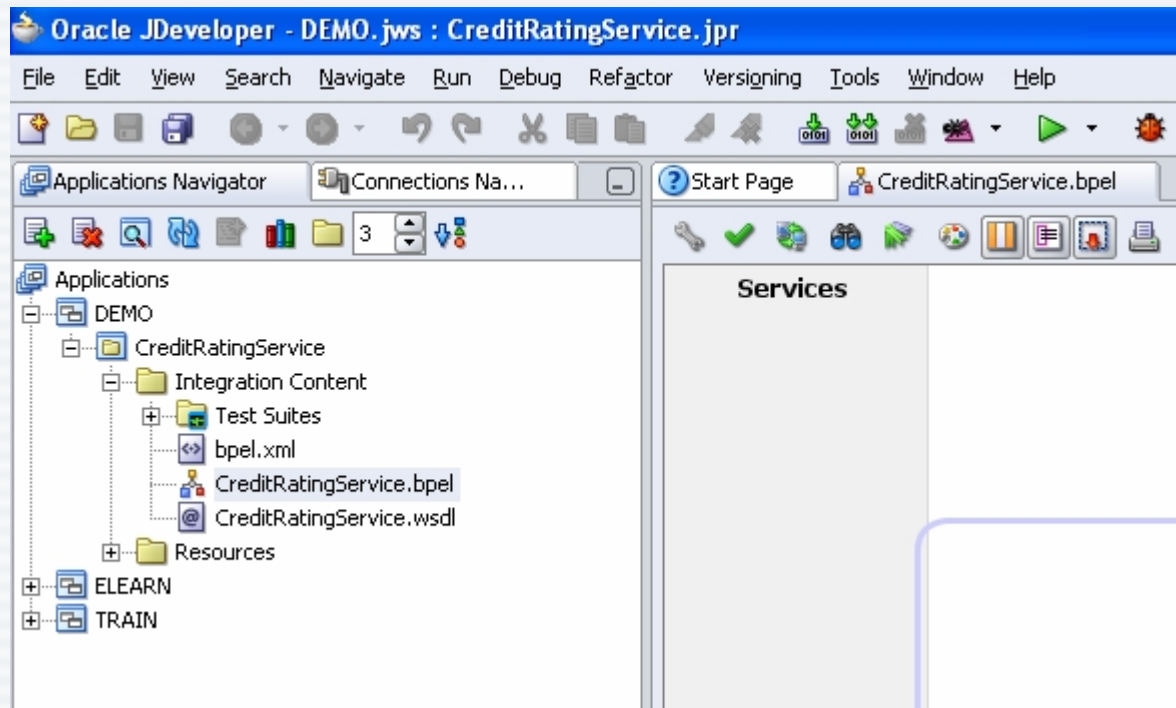 Oracle JDeveloper - DEMO.jws : CreditRatingService.jpr
File Edit View Search Navigate Run Debug Refactor Versioning Tools Window Help
Applications Navigator Connections Na... Start Page CreditRatingService.bpel
3
Applications
DEMO
CreditRatingService
Integration Content
Test Suites
bpel.xml
CreditRatingService.bpel
CreditRatingService.wsdl
Resources
ELEARN
TRAIN
Services